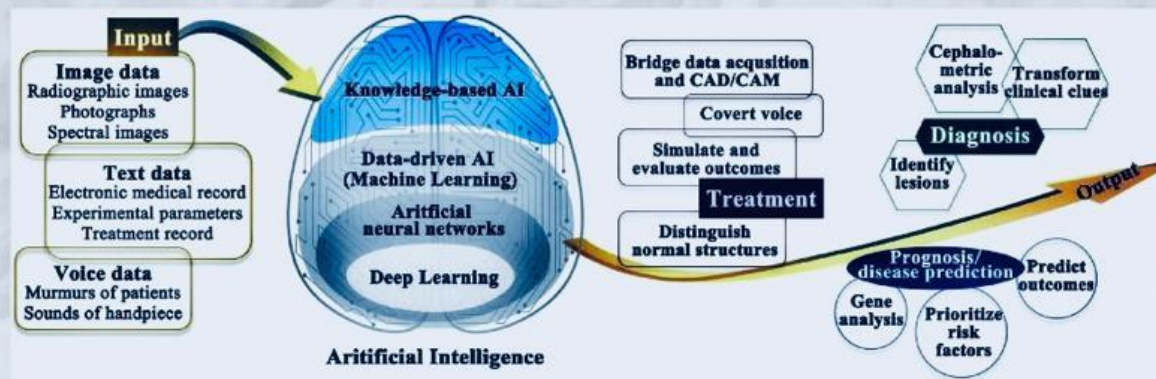 Input
Image data
Radiographic images
Photographs
Spectral images
Text data
Electronic medical record
Experimental parameters
Treatment record
Voice data
Murmurs of patients
Sounds of handpiece
Knowledge-based AI
Data-driven AI
(Machine Learning)
Aritficial
neural networks
Deep Learning
Aritificial Intelligence
Bridge data acqusition
and CAD/CAM
Covert voice
Simulate and
evaluate outcomes
Treatment
Distinguish
normal structures
Cephalo-
metric
analysis
Transform
clinical clues
Diagnosis
Identify
lesions
Output
Prognosis/
disease prediction
Predict
outcomes
Gene
analysis
Prioritize
risk
factors